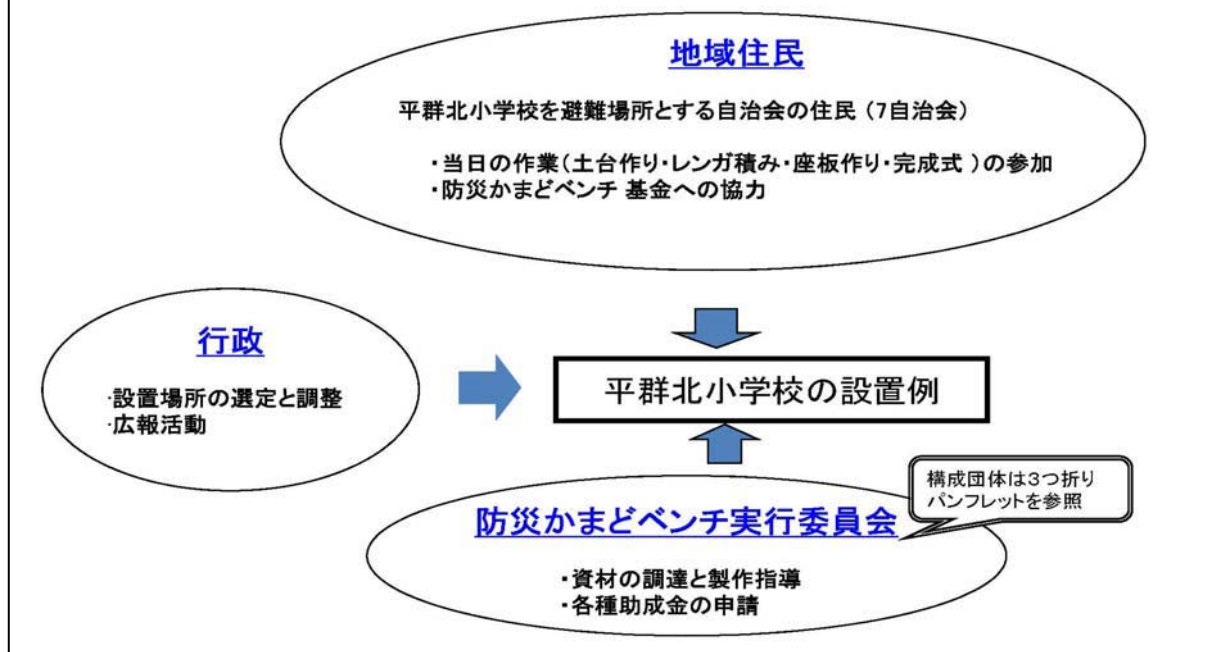 地域住民
平群北小学校を避難場所とする自治会の住民（7自治会）
・当日の作業（土台作り・レンガ積み・座板作り・完成式 ）の参加
・防災かまどベンチ 基金への協力
行政
・設置場所の選定と調整
・広報活動
平群北小学校の設置例
構成団体は３つ折り
パンフレットを参照
防災かまどベンチ実行委員会
・資材の調達と製作指導
・各種助成金の申請